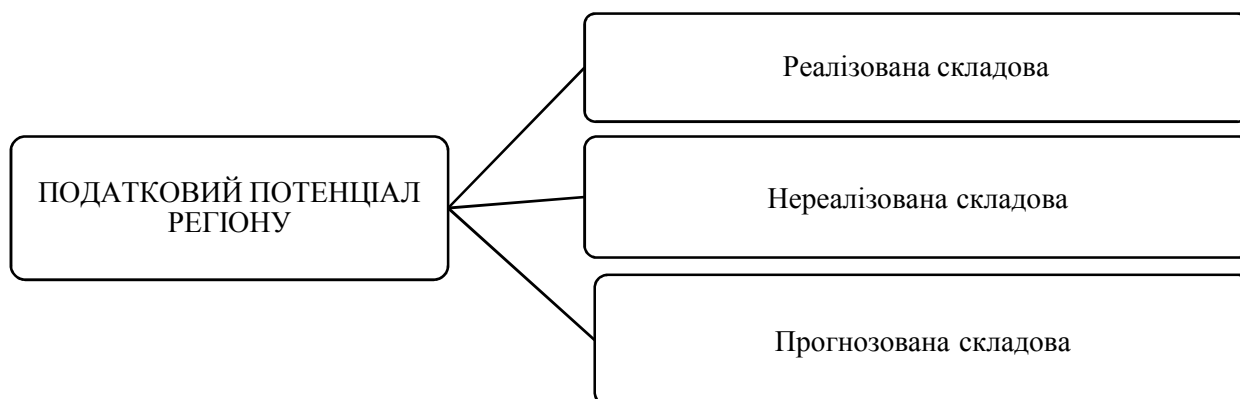 ПОДАТКОВИЙ ПОТЕНЦІАЛ
РЕГІОНУ
Реалізована складова
Нереалізована складова
Прогнозована складова